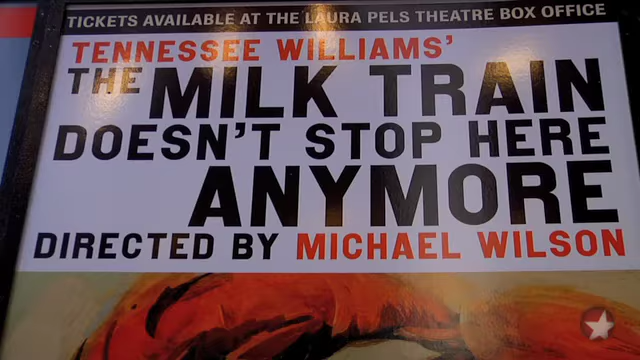 TICKETS AVAILABLE AT THE LAURA PELS THEATRE BOX OFFICE
TENNESSEE WILLIAMS'
THE MILK TRAIN
DOESN'T STOP HERE
ANYMORE
DIRECTED BY MICHAEL WILSON